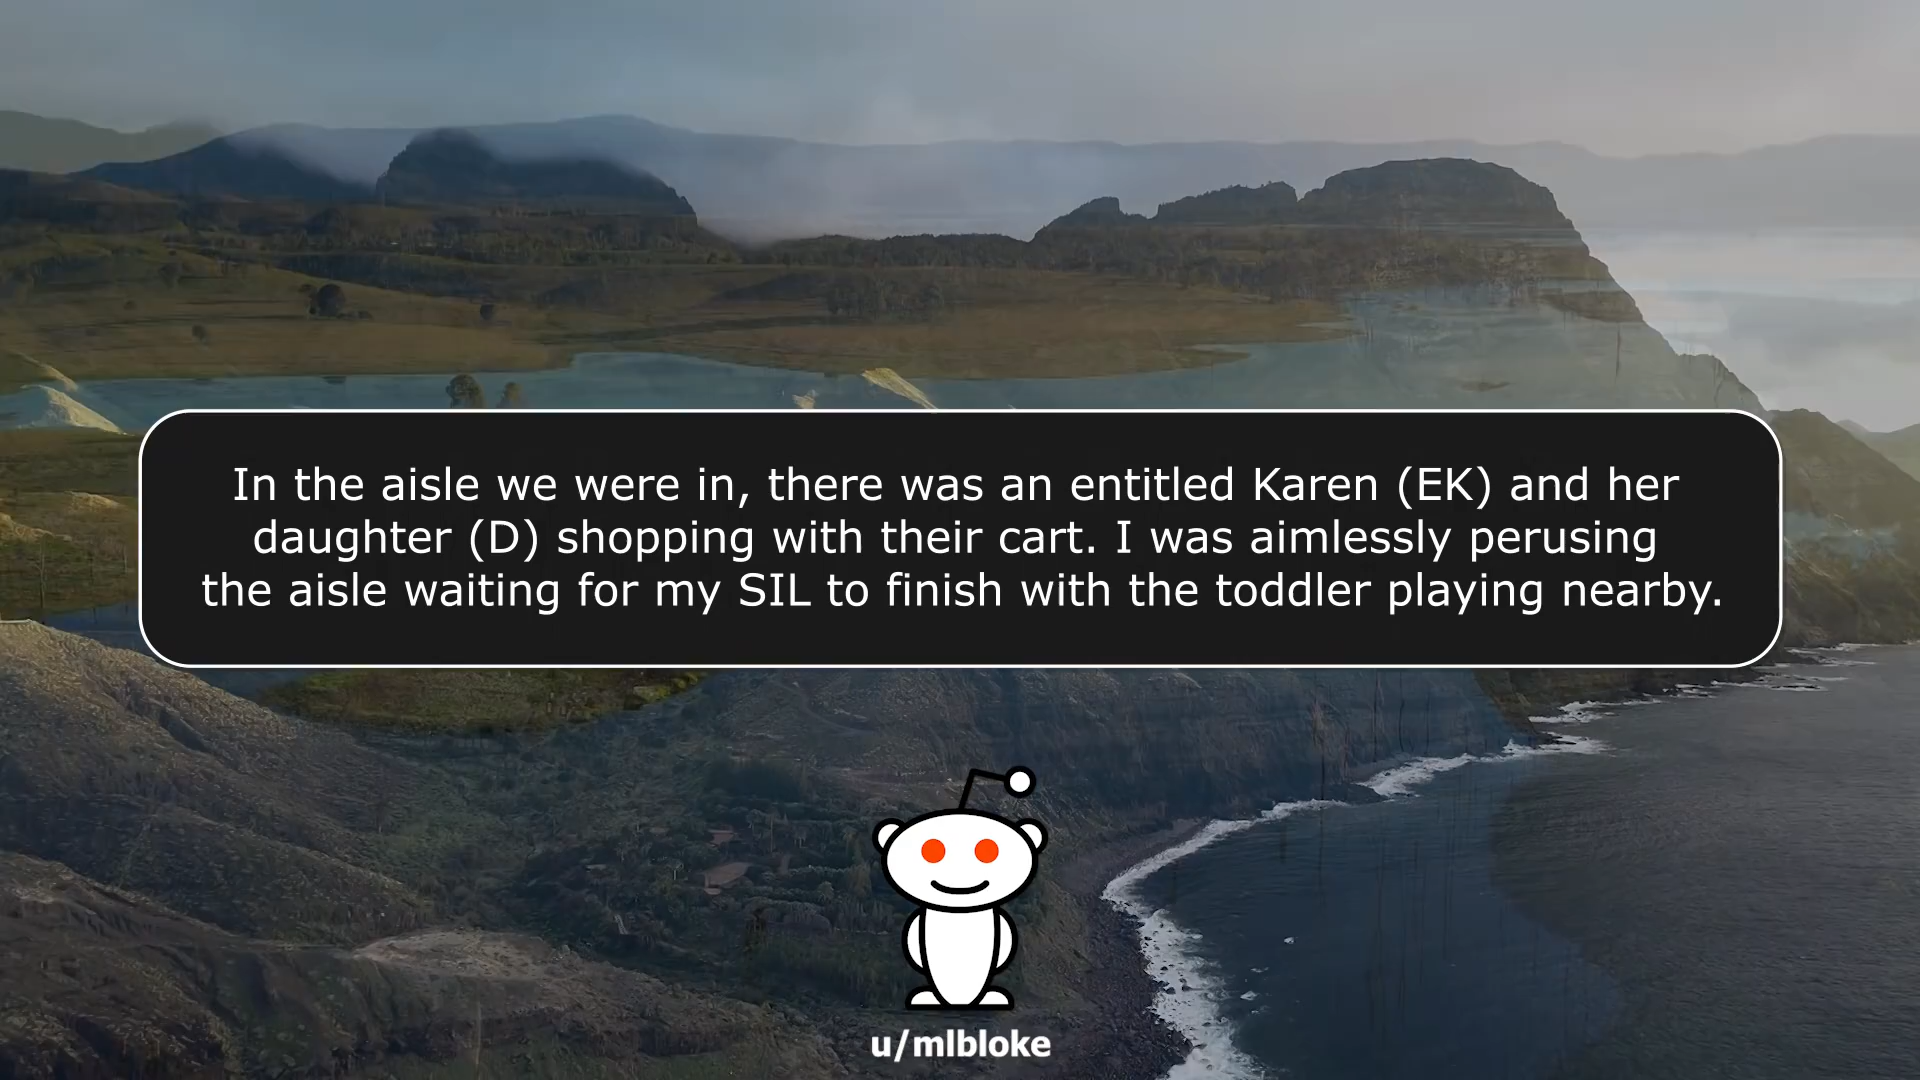 In the aisle we were in, there was an entitled Karen (EK) and her
daughter (D) shopping with their cart. I was aimlessly perusing
the aisle waiting for my SIL to finish with the toddler playing nearby.
u/mlbloke